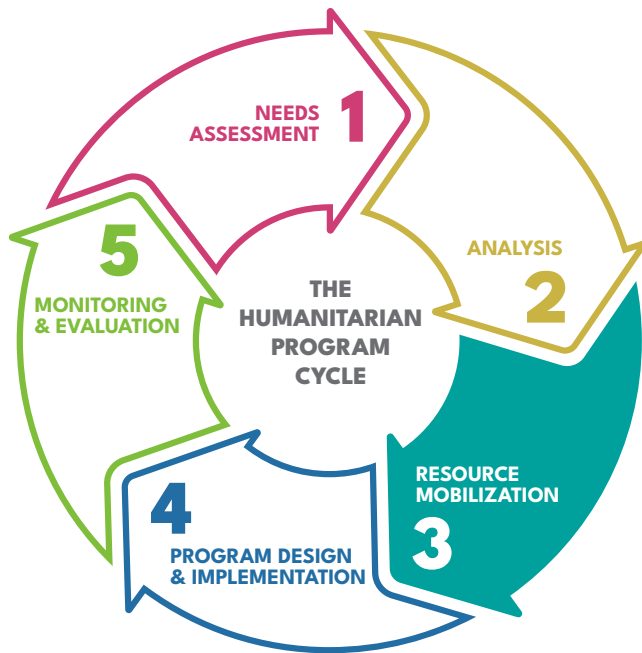 THE
HUMANITARIAN
PROGRAM
CYCLE
NEEDS
ASSESSMENT
1
ANALYSIS
2
RESOURCE
MOBILIZATION
3
4
PROGRAM DESIGN
& IMPLEMENTATION
5
MONITORING
& EVALUATION